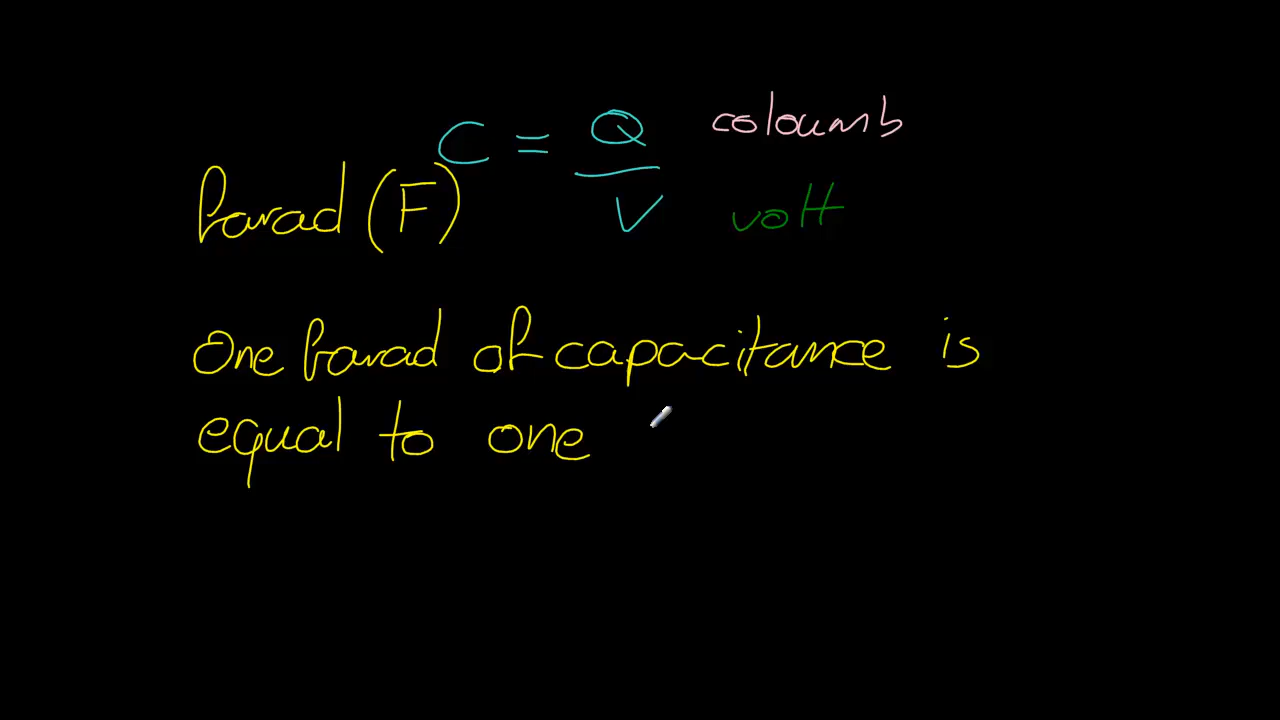 C = Q / V coloumb
volt
farad (F)
One farad of capacitance is
equal to one